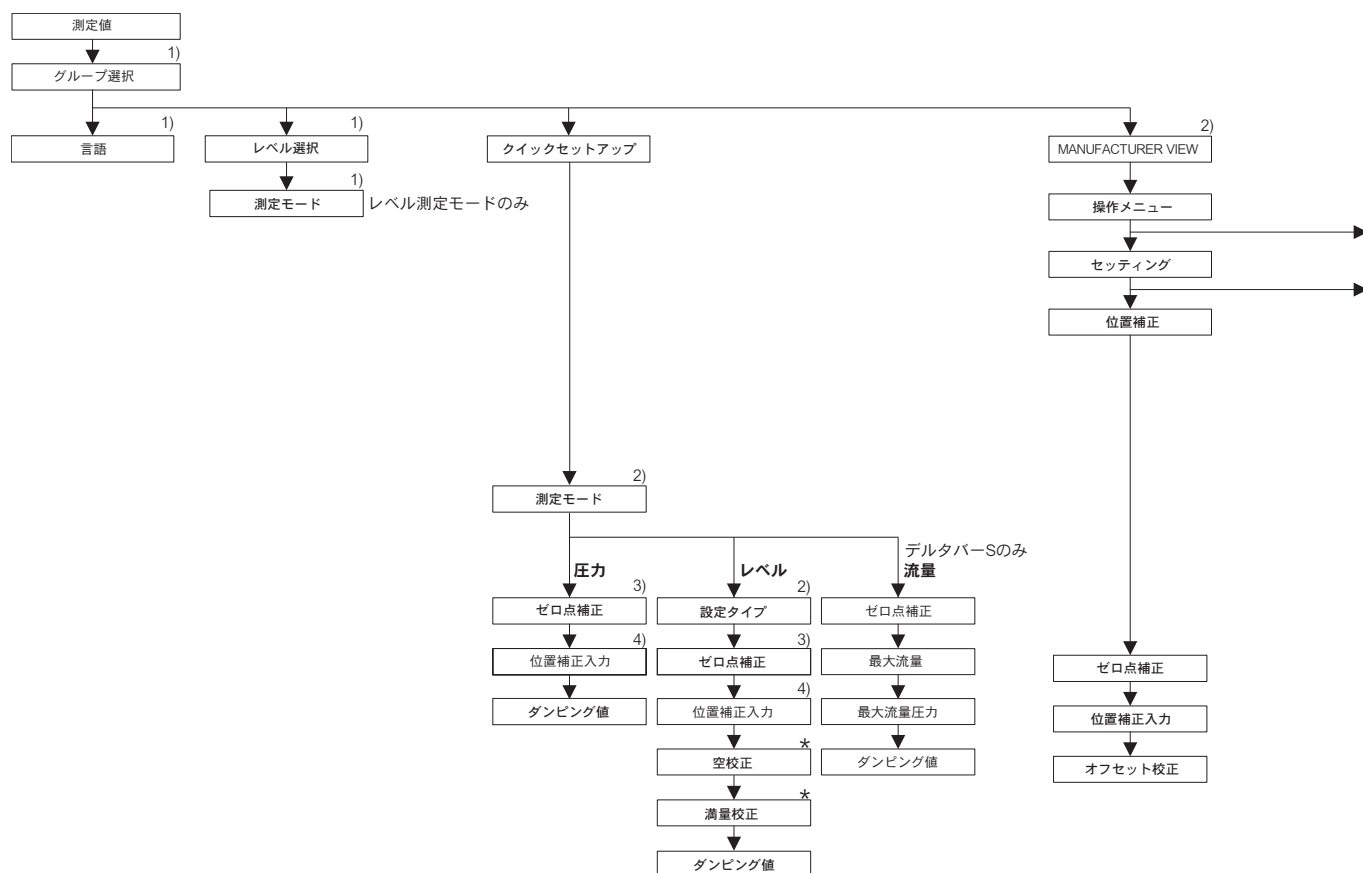 測定値
1)
グループ選択
1)
言語
1)
レベル選択
クイックセットアップ
2)
MANUFACTURER VIEW
1)
測定モード
レベル測定モードのみ
操作メニュー
セッティング
位置補正
2)
測定モード
デルタバーSのみ
圧力
レベル
流量
3)
ゼロ点補正
2)
設定タイプ
ゼロ点補正
4)
位置補正入力
3)
ゼロ点補正
最大流量
ゼロ点補正
ダンピング値
4)
位置補正入力
最大流量圧力
位置補正入力
*
空校正
ダンピング値
オフセット校正
*
満量校正
ダンピング値